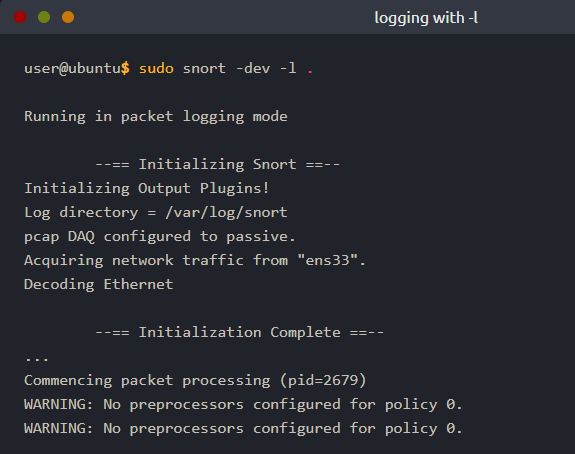 logging with -l
user@ubuntu$ sudo snort -dev -l .
Running in packet logging mode
--== Initializing Snort ==--
Initializing Output Plugins!
Log directory = /var/log/snort
pcap DAQ configured to passive.
Acquiring network traffic from "ens33".
Decoding Ethernet
--== Initialization Complete ==--
...
Commencing packet processing (pid=2679)
WARNING: No preprocessors configured for policy 0.
WARNING: No preprocessors configured for policy 0.